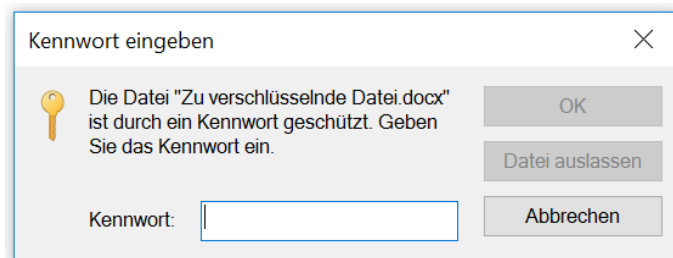 Kennwort eingeben
Die Datei "Zu verschlüsselnde Datei.docx"
ist durch ein Kennwort geschützt. Geben
Sie das Kennwort ein.
OK
Datei auslassen
Kennwort:
Abbrechen